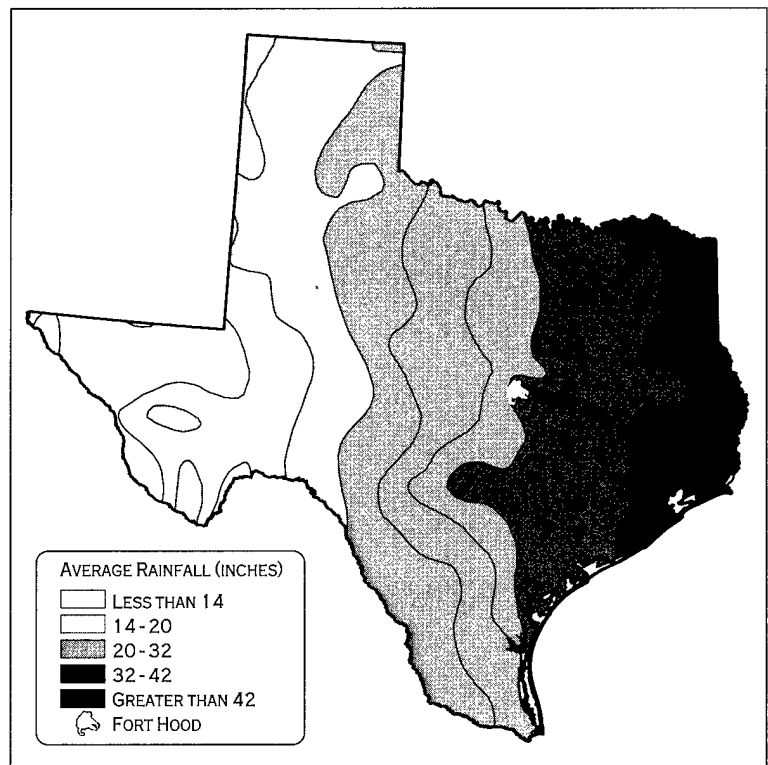 AVERAGE RAINFALL (INCHES)
LESS THAN 14
14-20
20-32
32-42
GREATER THAN 42
FORT HOOD